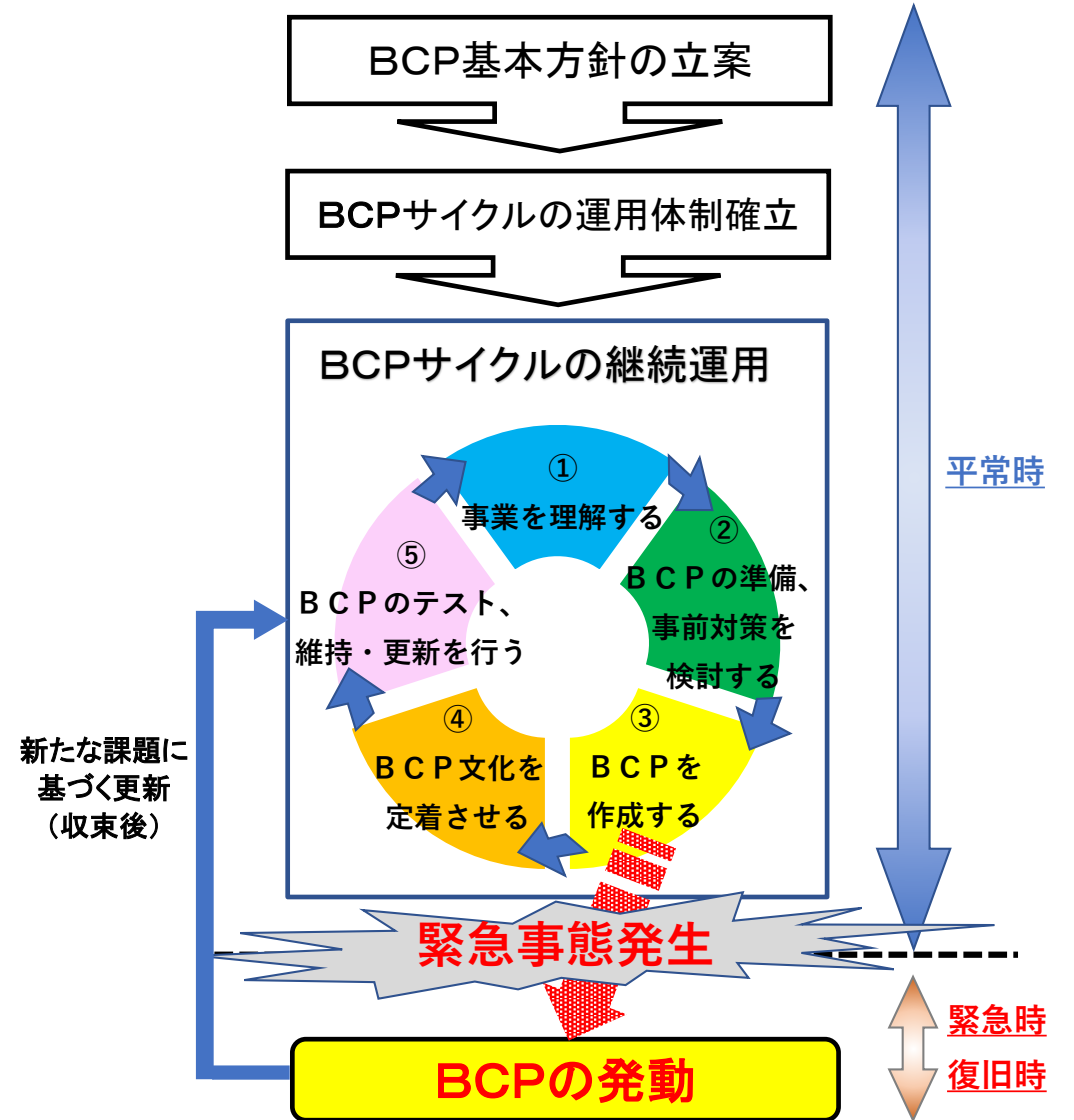 BCP基本方針の立案
BCPサイクルの運用体制確立
BCPサイクルの継続運用
①
事業を理解する
②
BCPの準備、
事前対策を
検討する
③
BCPを
作成する
④
BCP文化を
定着させる
⑤
BCPのテスト、
維持・更新を行う
新たな課題に
基づく更新
（収束後）
平常時
緊急事態発生
緊急時
復旧時
BCPの発動